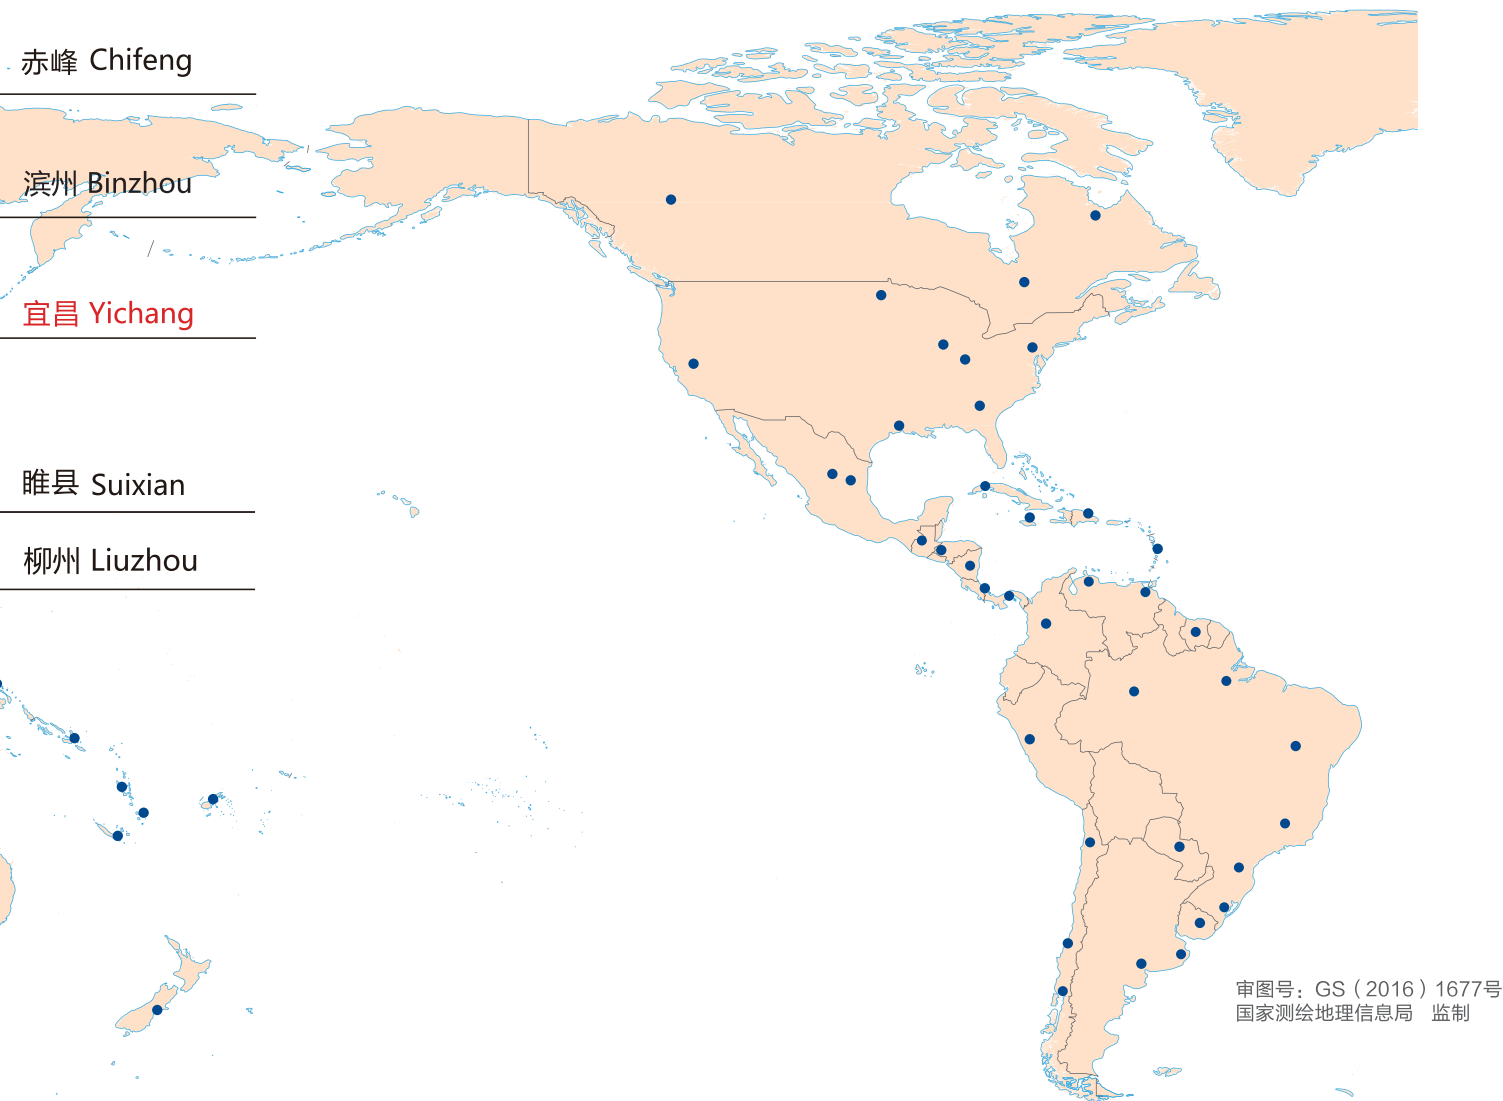 赤峰 Chifeng
滨州 Binzhou
宜昌 Yichang
睢县 Suixian
柳州 Liuzhou
审图号：GS（2016）1677号
国家测绘地理信息局 监制